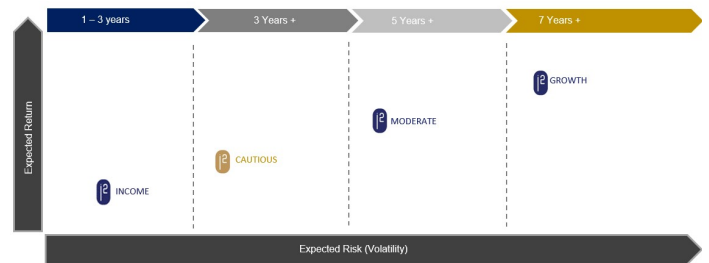 1 – 3 years
3 Years +
5 Years +
7 Years +
Expected Return
GROWTH
MODERATE
CAUTIOUS
INCOME
Expected Risk (Volatility)